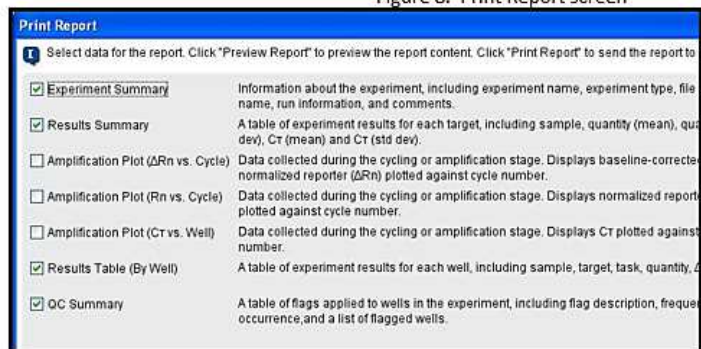 Figure 8. Print Report screen
Print Report
Select data for the report. Click "Preview Report" to preview the report content. Click "Print Report" to send the report to
Experiment Summary
Information about the experiment, including experiment name, experiment type, file
name, run information, and comments.
Results Summary
A table of experiment results for each target, including sample, quantity (mean), qua
dev), CT (mean) and CT (std dev).
Amplification Plot (ΔRn vs. Cycle)
Data collected during the cycling or amplification stage. Displays baseline-correcte
normalized reporter (ΔRn) plotted against cycle number.
Amplification Plot (Rn vs. Cycle)
Data collected during the cycling or amplification stage. Displays normalized report
plotted against cycle number.
Amplification Plot (CT vs. Well)
Data collected during the cycling or amplification stage. Displays CT plotted against
number.
Results Table (By Well)
A table of experiment results for each well, including sample, target, task, quantity, Δ
QC Summary
A table of flags applied to wells in the experiment, including flag description, freque
occurrence,and a list of flagged wells.